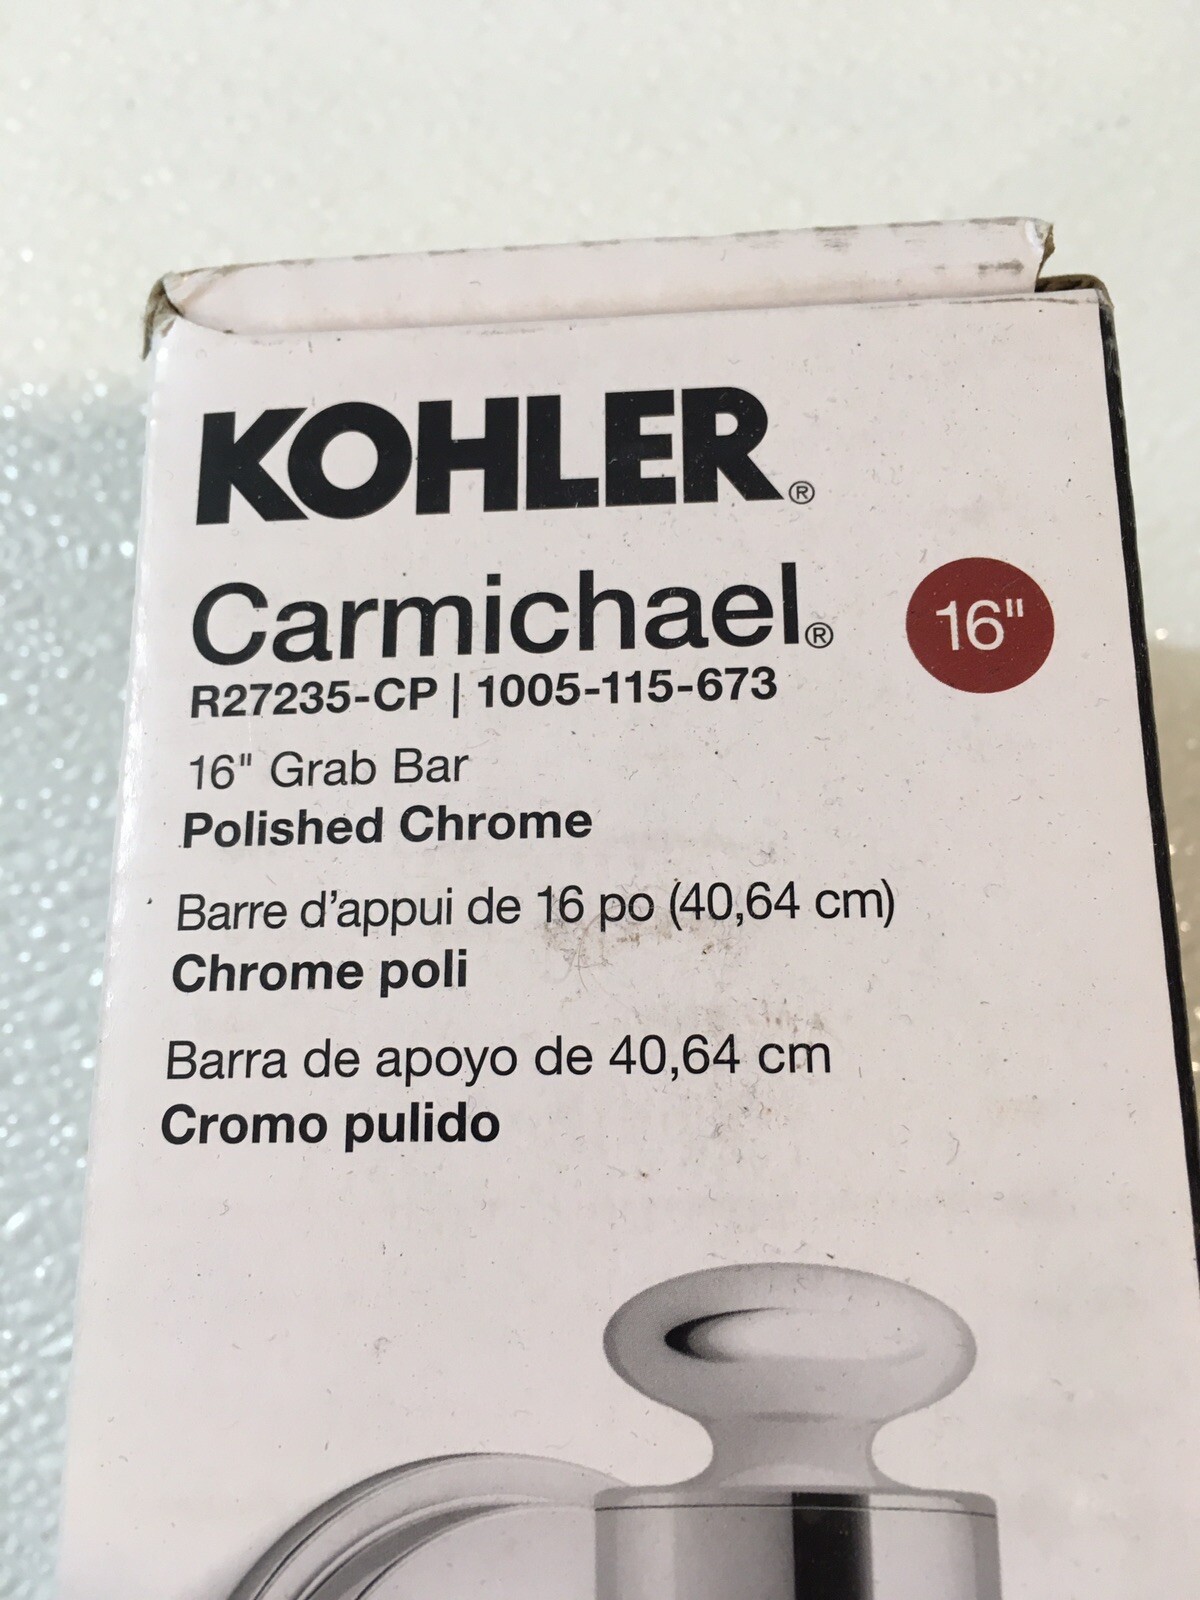 KOHLER®
Carmichael®
16"
R27235-CP | 1005-115-673
16" Grab Bar
Polished Chrome
Barre d'appui de 16 po (40,64 cm)
Chrome poli
Barra de apoyo de 40,64 cm
Cromo pulido